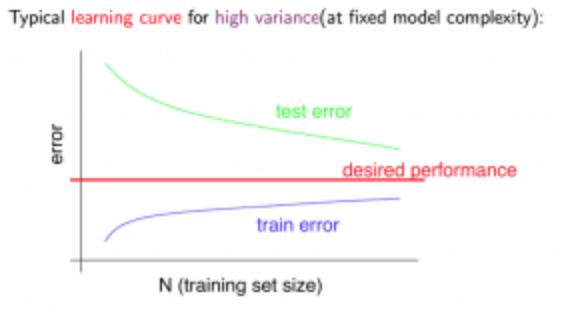 Typical learning curve for high variance(at fixed model complexity):
test error
error
desired performance
train error
N (training set size)